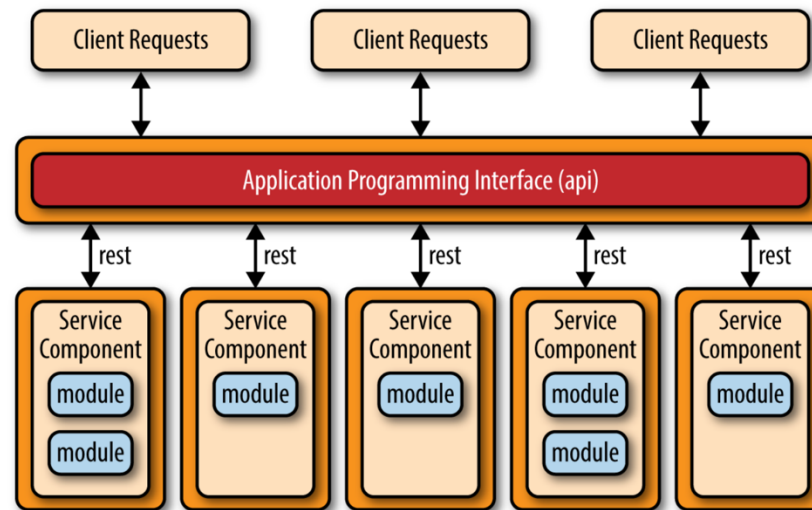 Client Requests
Client Requests
Client Requests
Application Programming Interface (api)
rest
rest
rest
rest
rest
Service
Component
module
module
Service
Component
module
Service
Component
module
Service
Component
module
module
Service
Component
module